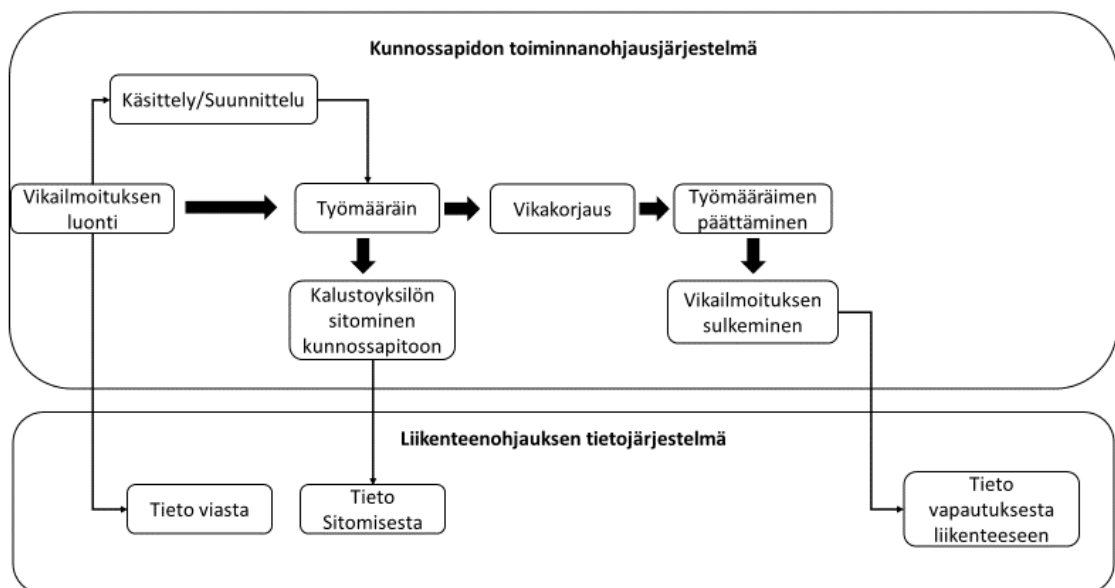 Kunnossapidon toiminnanohjausjärjestelmä
Käsittely/Suunnittelu
Vikailmoituksen
luonti
Työmääräin
Vikakorjaus
Työmääräimen
päättäminen
Kalustoyksilön
sitominen
kunnossapitoon
Vikailmoituksen
sulkeminen
Liikenteenohjauksen tietojärjestelmä
Tieto viasta
Tieto
Sitomisesta
Tieto
vapautuksesta
liikenteeseen